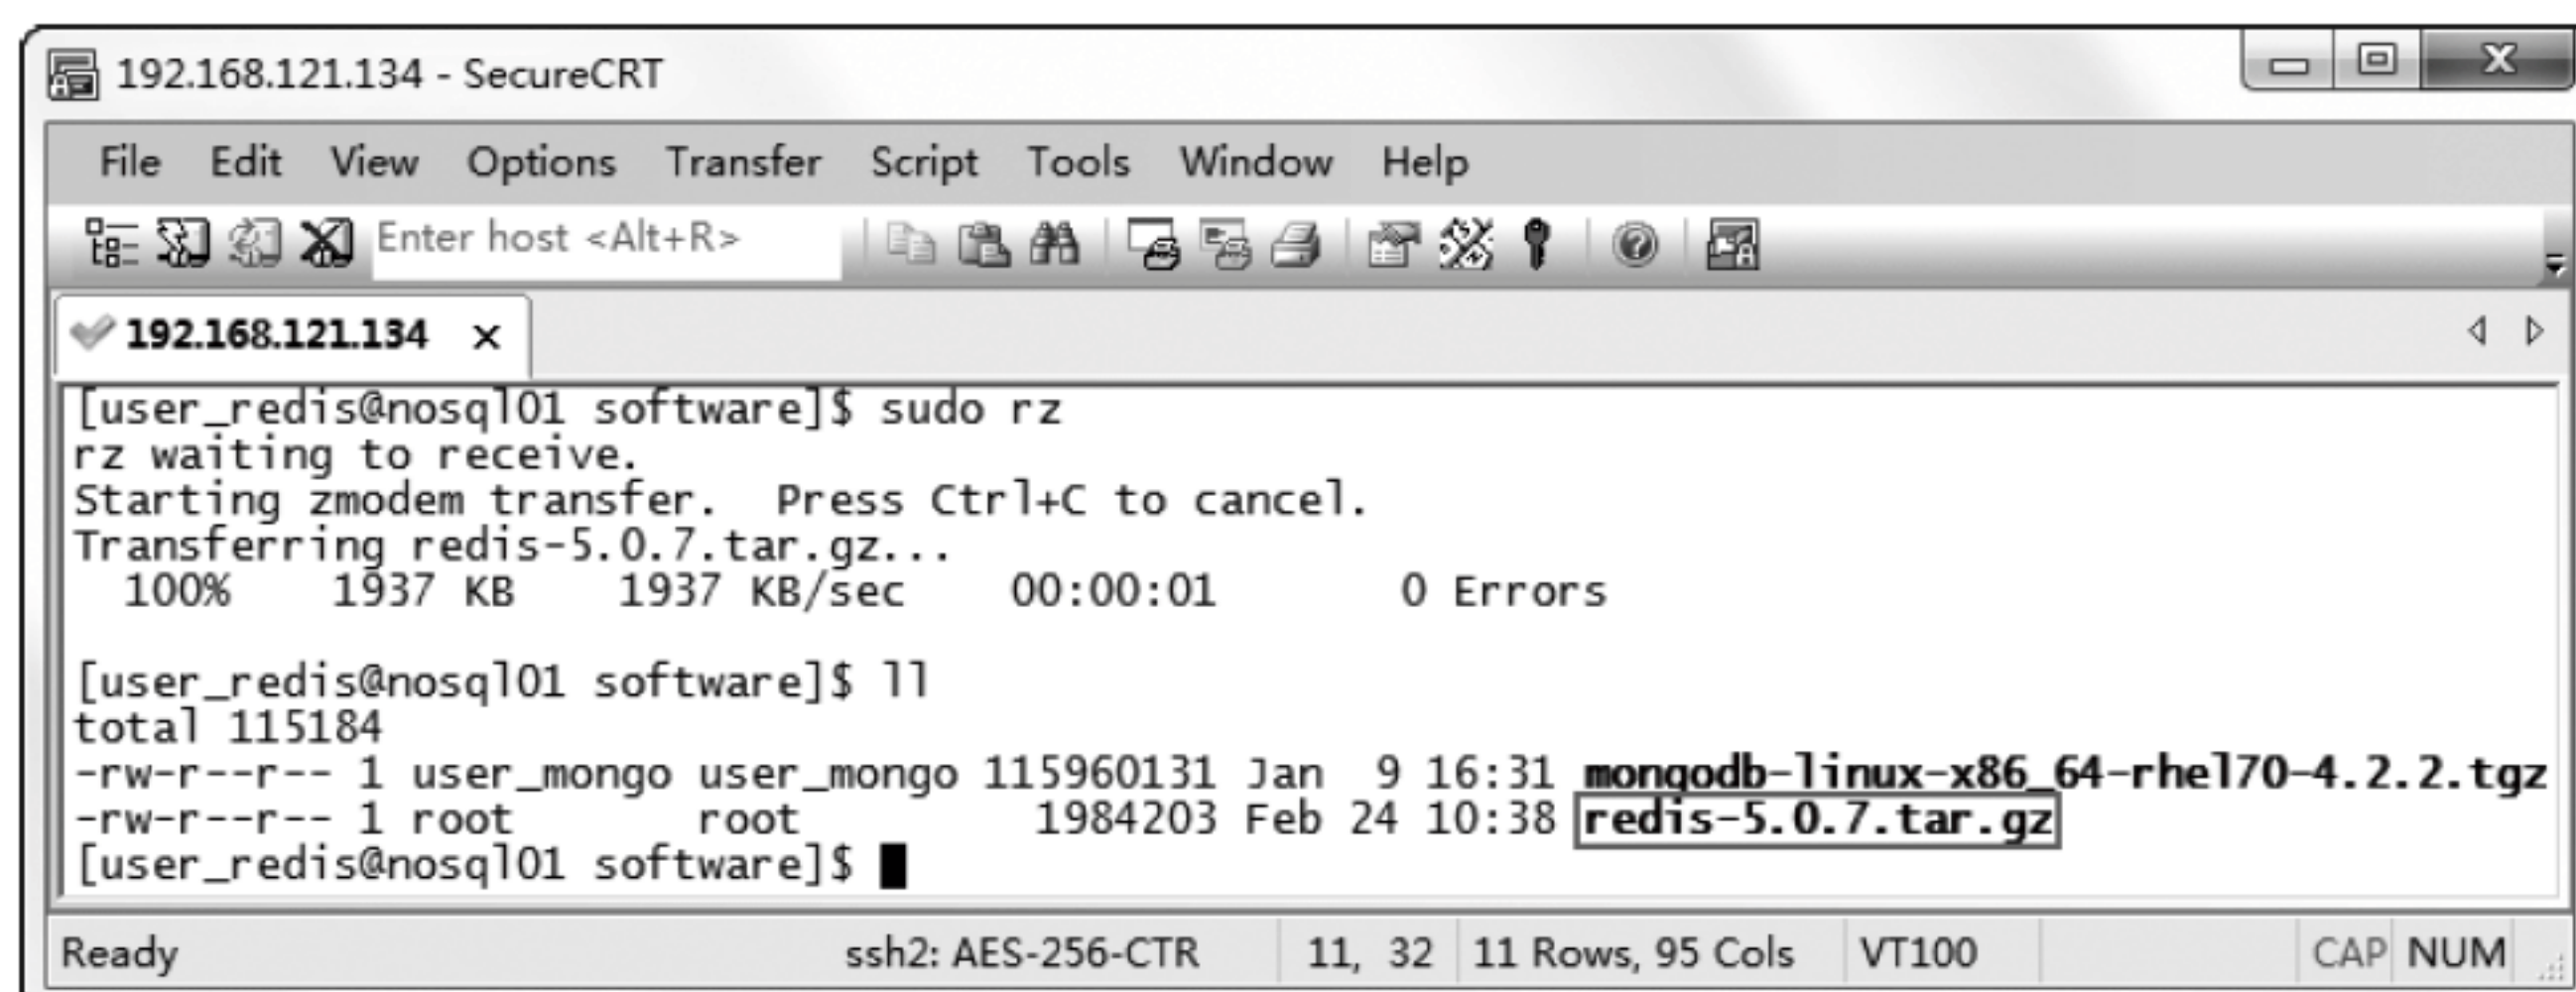 192.168.121.134 - SecureCRT
File Edit View Options Transfer Script Tools Window Help
Enter host <Alt+R>
192.168.121.134 x
[user_redis@nosql01 software]$ sudo rz
rz waiting to receive.
Starting zmodem transfer.  Press Ctrl+C to cancel.
Transferring redis-5.0.7.tar.gz...
  100%    1937 KB    1937 KB/sec    00:00:01       0 Errors
[user_redis@nosql01 software]$ ll
total 115184
-rw-r--r-- 1 user_mongo user_mongo 115960131 Jan  9 16:31 mongodb-linux-x86_64-rhel70-4.2.2.tgz
-rw-r--r-- 1 root       root         1984203 Feb 24 10:38 redis-5.0.7.tar.gz
[user_redis@nosql01 software]$
Ready ssh2: AES-256-CTR 11, 32 11 Rows, 95 Cols VT100 CAP NUM